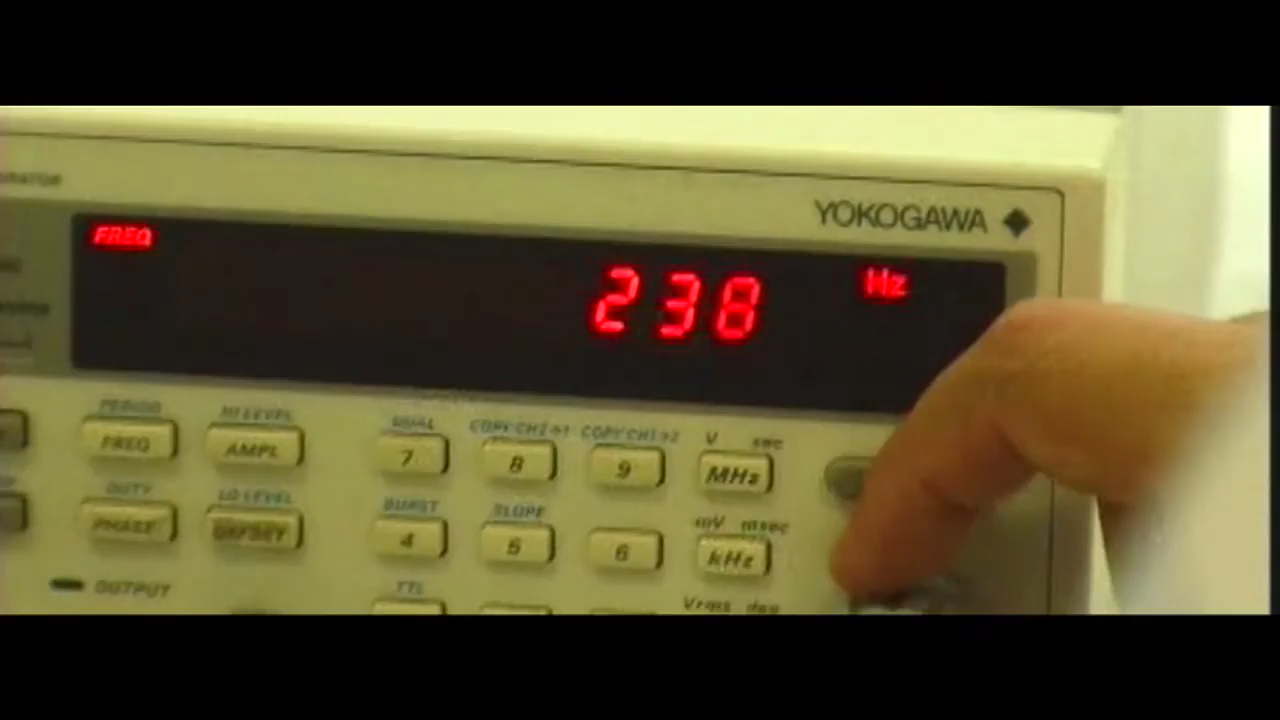 YOKOGAWA
FREQ
238 Hz
PERIOD HI LEVEL DUAL COPY:CH2→1 COPY:CH1→2 V sec
FREQ AMPL 7 8 9 MHz
DUTY LO LEVEL BURST SLOPE mV msec
PHASE OFFSET 4 5 6 kHz
OUTPUT TTL Vrms deg